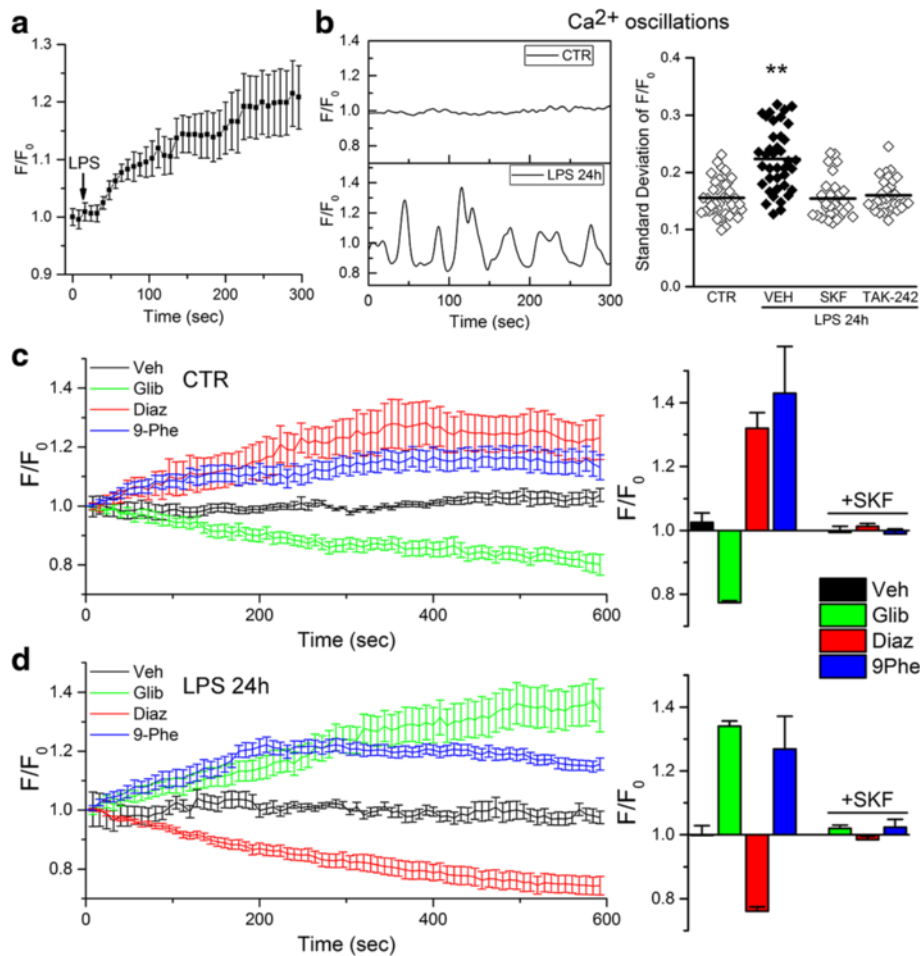 a
1.3
1.2
1.1
1.0
0.9
F/F0
LPS
0
100
200
300
Time (sec)
b
Ca2+ oscillations
1.4
1.2
1.0
0.8
F/F0
CTR
1.4
1.2
1.0
0.8
F/F0
LPS 24h
0
100
200
300
Time (sec)
**
0.4
0.3
0.2
0.1
0.0
Standard Deviation of F/F0
CTR
VEH
SKF
TAK-242
LPS 24h
c
Veh
Glib
Diaz
9-Phe
CTR
1.4
1.2
1.0
0.8
F/F0
0
200
400
600
Time (sec)
1.4
1.2
1.0
0.8
F/F0
+SKF
Veh
Glib
Diaz
9Phe
d
Veh
Glib
Diaz
9-Phe
LPS 24h
1.4
1.2
1.0
0.8
F/F0
0
200
400
600
Time (sec)
1.4
1.2
1.0
0.8
F/F0
+SKF